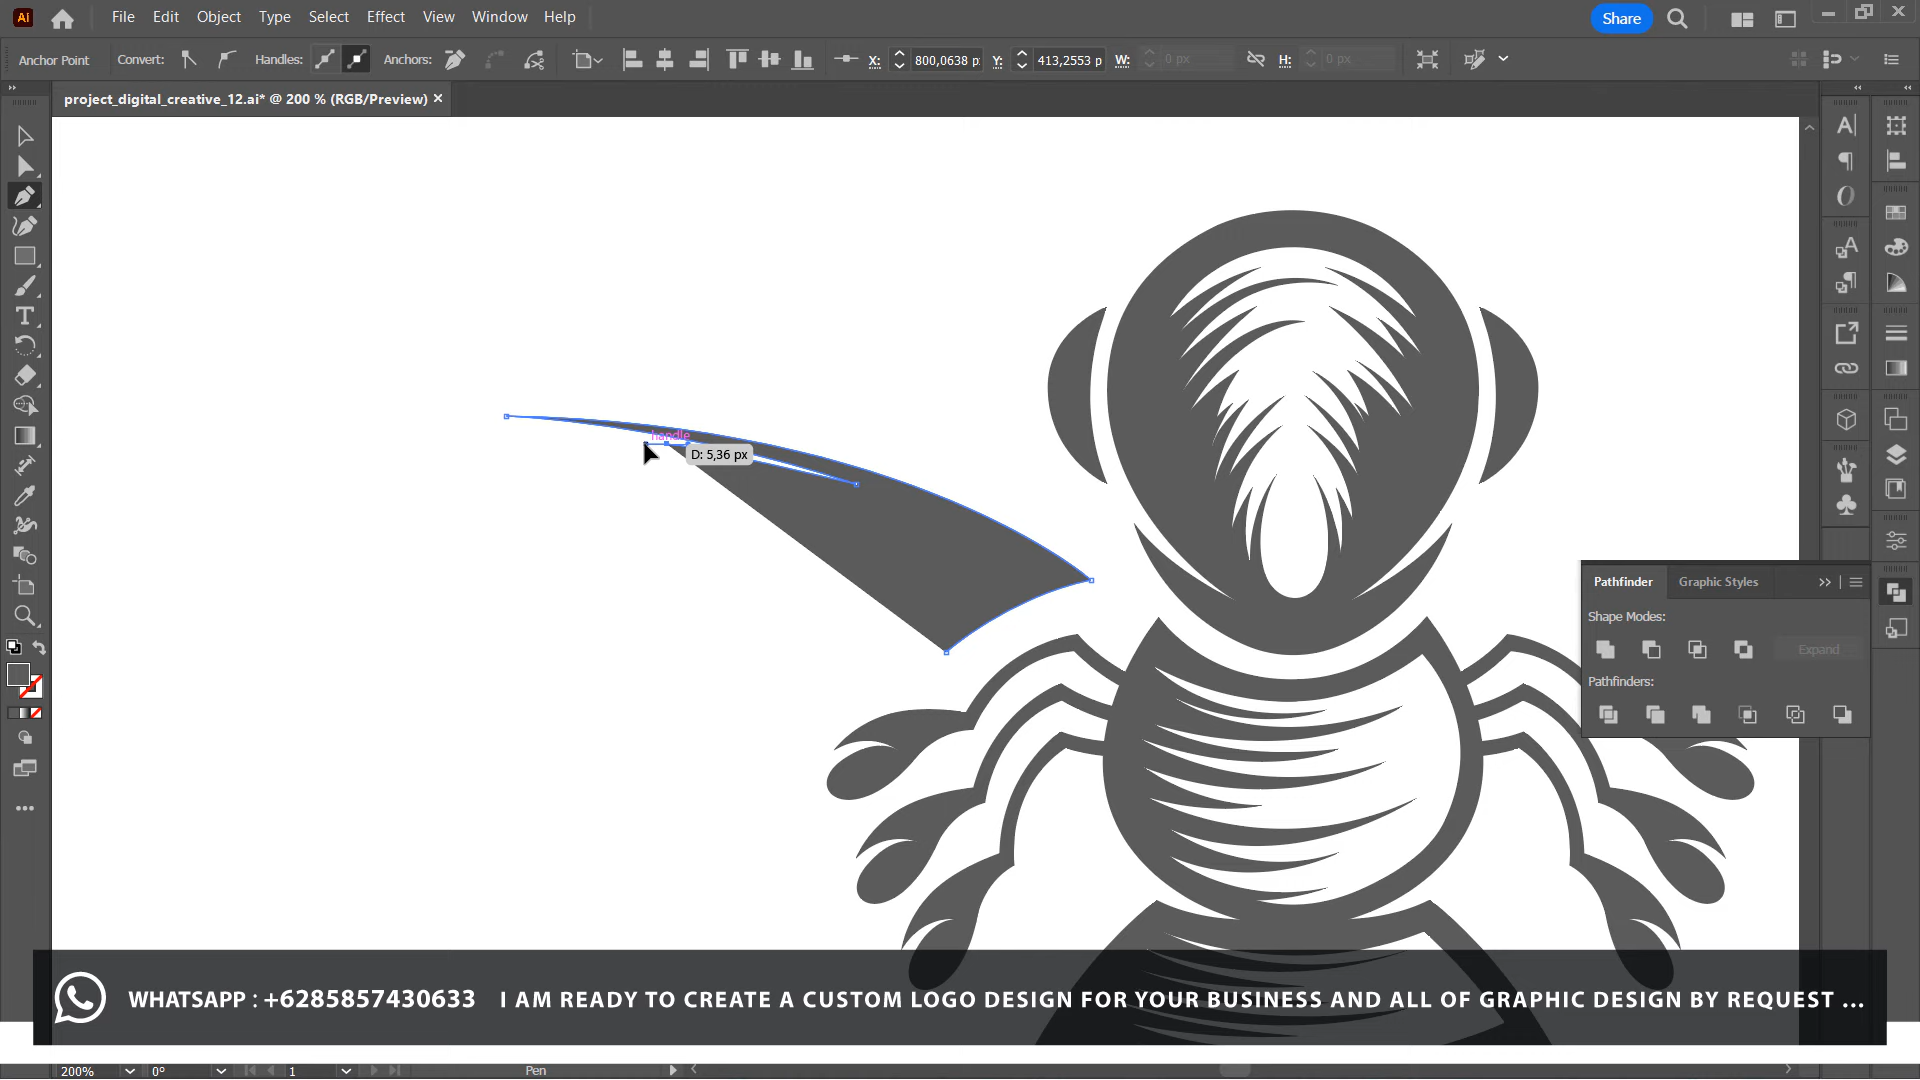 Ai File Edit Object Type Select Effect View Window Help Share
Anchor Point Convert: Handles: Anchors: X: 800,0638 p Y: 413,2553 p W: 0 px H: 0 px
project_digital_creative_12.ai* @ 200 % (RGB/Preview)
handle
D: 5,36 px
Pathfinder Graphic Styles
Shape Modes:
Expand
Pathfinders:
WHATSAPP : +6285857430633 I AM READY TO CREATE A CUSTOM LOGO DESIGN FOR YOUR BUSINESS AND ALL OF GRAPHIC DESIGN BY REQUEST ...
200% 0° 1 Pen